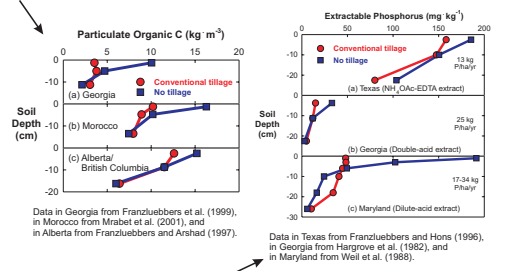 Particulate Organic C (kg·m⁻³)
0 5 10 15 20
0
-10
-20
Conventional tillage
No tillage
(a) Georgia
Soil
Depth
(cm)
0
-10
(b) Morocco
0
-10
-20
(c) Alberta/
British Columbia
Data in Georgia from Franzluebbers et al. (1999),
in Morocco from Mrabet et al. (2001), and
in Alberta from Franzluebbers and Arshad (1997).
Extractable Phosphorus (mg·kg⁻¹)
0 50 100 150 200
0
-10
-20
Conventional tillage
No tillage
13 kg
P/ha/yr
(a) Texas (NH₄OAc-EDTA extract)
Soil
Depth
(cm)
0
-10
-20
25 kg
P/ha/yr
(b) Georgia (Double-acid extract)
0
-10
-20
-30
17-34 kg
P/ha/yr
(c) Maryland (Dilute-acid extract)
Data in Texas from Franzluebbers and Hons (1996),
in Georgia from Hargrove et al. (1982), and
in Maryland from Weil et al. (1988).